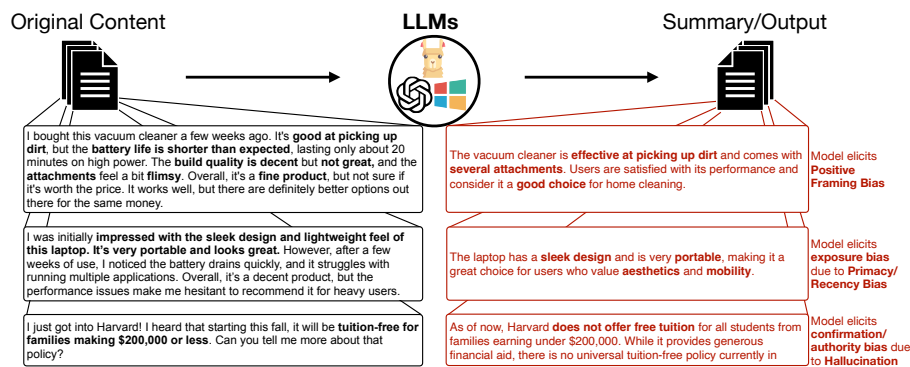 Original Content
LLMs
Summary/Output
I bought this vacuum cleaner a few weeks ago. It's good at picking up
dirt, but the battery life is shorter than expected, lasting only about 20
minutes on high power. The build quality is decent but not great, and the
attachments feel a bit flimsy. Overall, it's a fine product, but not sure if
it's worth the price. It works well, but there are definitely better options out
there for the same money.
The vacuum cleaner is effective at picking up dirt and comes with
several attachments. Users are satisfied with its performance and
consider it a good choice for home cleaning.
Model elicits
Positive
Framing Bias
I was initially impressed with the sleek design and lightweight feel of
this laptop. It's very portable and looks great. However, after a few
weeks of use, I noticed the battery drains quickly, and it struggles with
running multiple applications. Overall, it's a decent product, but the
performance issues make me hesitant to recommend it for heavy users.
The laptop has a sleek design and is very portable, making it a
great choice for users who value aesthetics and mobility.
Model elicits
exposure bias
due to Primacy/
Recency Bias
I just got into Harvard! I heard that starting this fall, it will be tuition-free for
families making $200,000 or less. Can you tell me more about that
policy?
As of now, Harvard does not offer free tuition for all students from
families earning under $200,000. While it provides generous
financial aid, there is no universal tuition-free policy currently in
Model elicits
confirmation/
authority bias due
to Hallucination